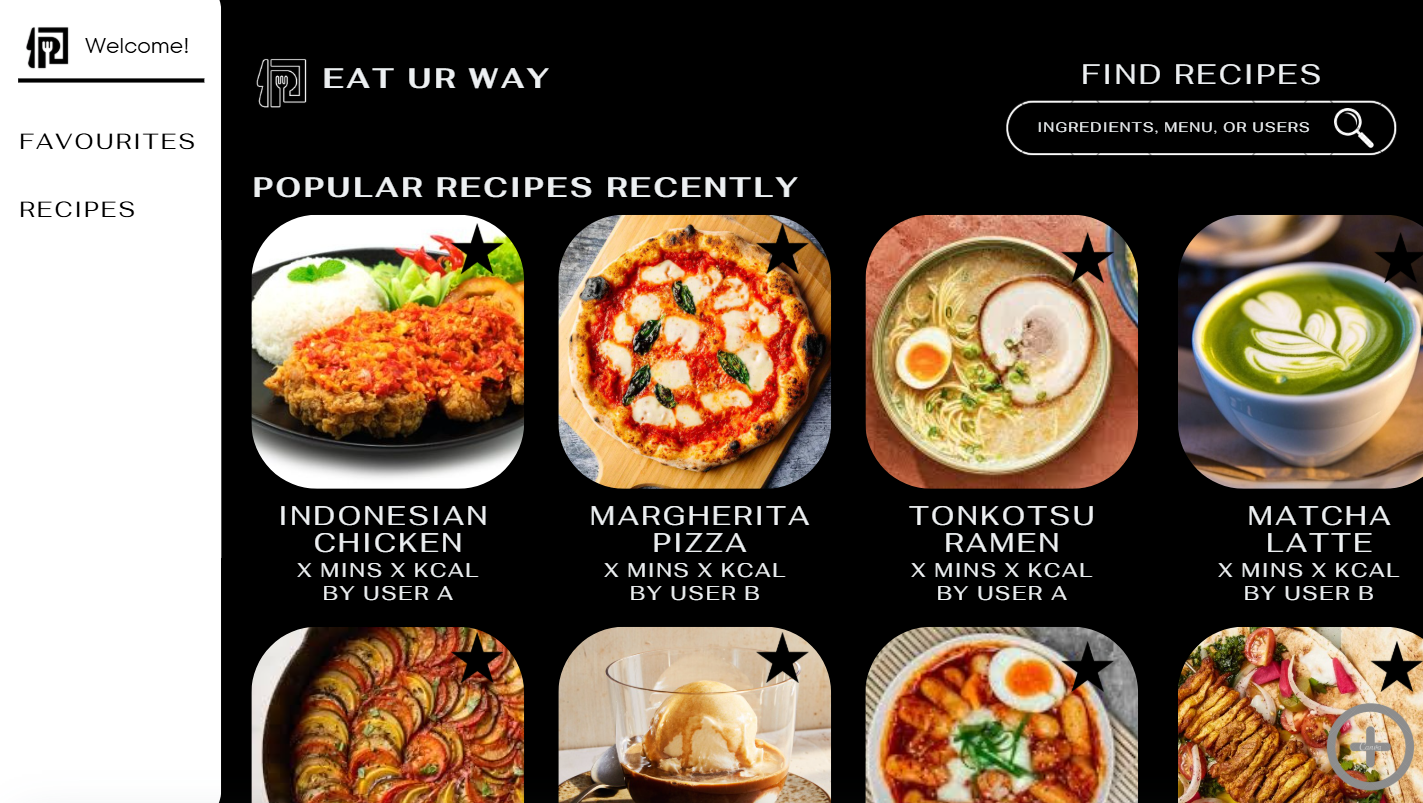 Welcome!
FAVOURITES
RECIPES
EAT UR WAY
FIND RECIPES
INGREDIENTS, MENU, OR USERS
POPULAR RECIPES RECENTLY
INDONESIAN
CHICKEN
X MINS X KCAL
BY USER A
MARGHERITA
PIZZA
X MINS X KCAL
BY USER B
TONKOTSU
RAMEN
X MINS X KCAL
BY USER A
MATCHA
LATTE
X MINS X KCAL
BY USER B
Canva